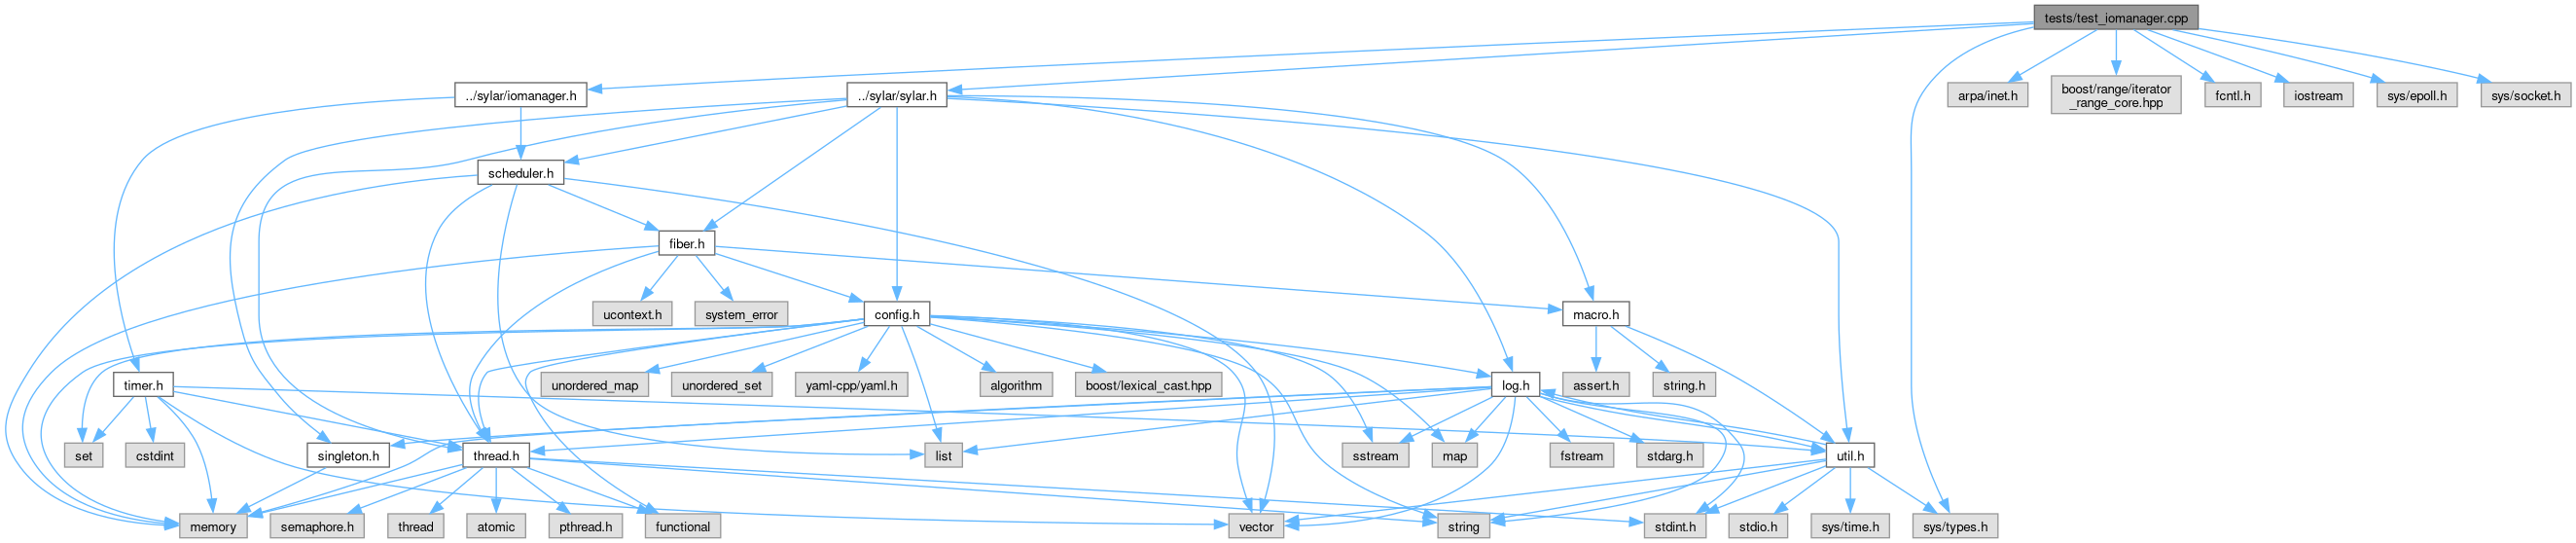 tests/test_iomanager.cpp
../sylar/iomanager.h
../sylar/sylar.h
arpa/inet.h
boost/range/iterator
_range_core.hpp
fcntl.h
iostream
sys/epoll.h
sys/socket.h
scheduler.h
fiber.h
ucontext.h
system_error
config.h
macro.h
timer.h
unordered_map
unordered_set
yaml-cpp/yaml.h
algorithm
boost/lexical_cast.hpp
log.h
assert.h
string.h
set
cstdint
singleton.h
thread.h
list
sstream
map
fstream
stdarg.h
util.h
memory
semaphore.h
thread
atomic
pthread.h
functional
vector
string
stdint.h
stdio.h
sys/time.h
sys/types.h